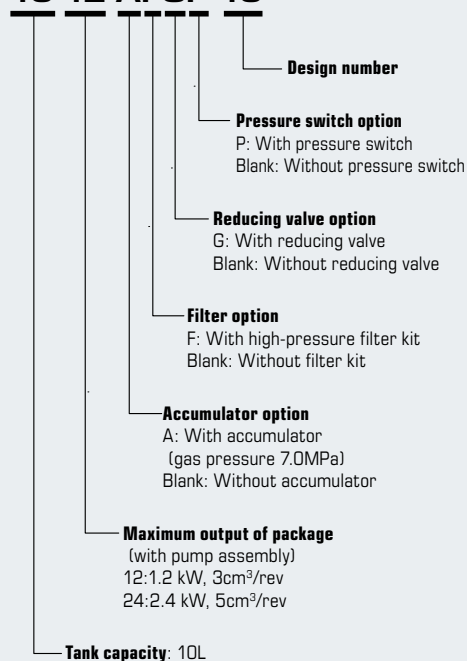 Design number
Pressure switch option
P: With pressure switch
Blank: Without pressure switch
Reducing valve option
G: With reducing valve
Blank: Without reducing valve
Filter option
F: With high-pressure filter kit
Blank: Without filter kit
Accumulator option
A: With accumulator
(gas pressure 7.0MPa)
Blank: Without accumulator
Maximum output of package
(with pump assembly)
12:1.2 kW, 3cm³/rev
24:2.4 kW, 5cm³/rev
Tank capacity: 10L